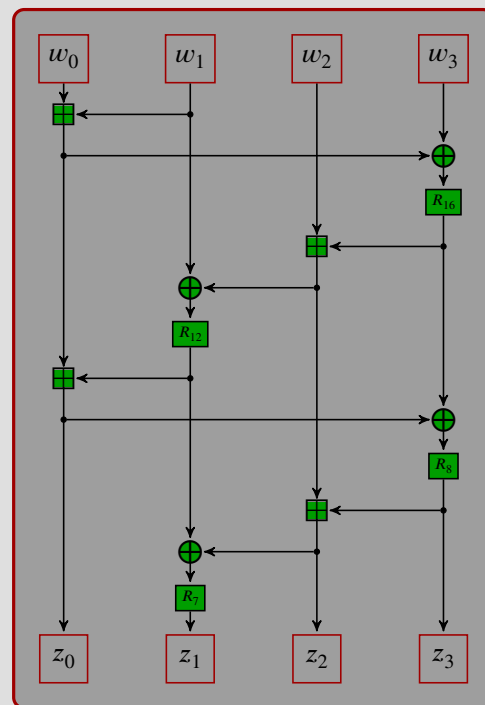 w₀ w₁ w₂ w₃
R₁₆
R₁₂
R₈
R₇
z₀ z₁ z₂ z₃